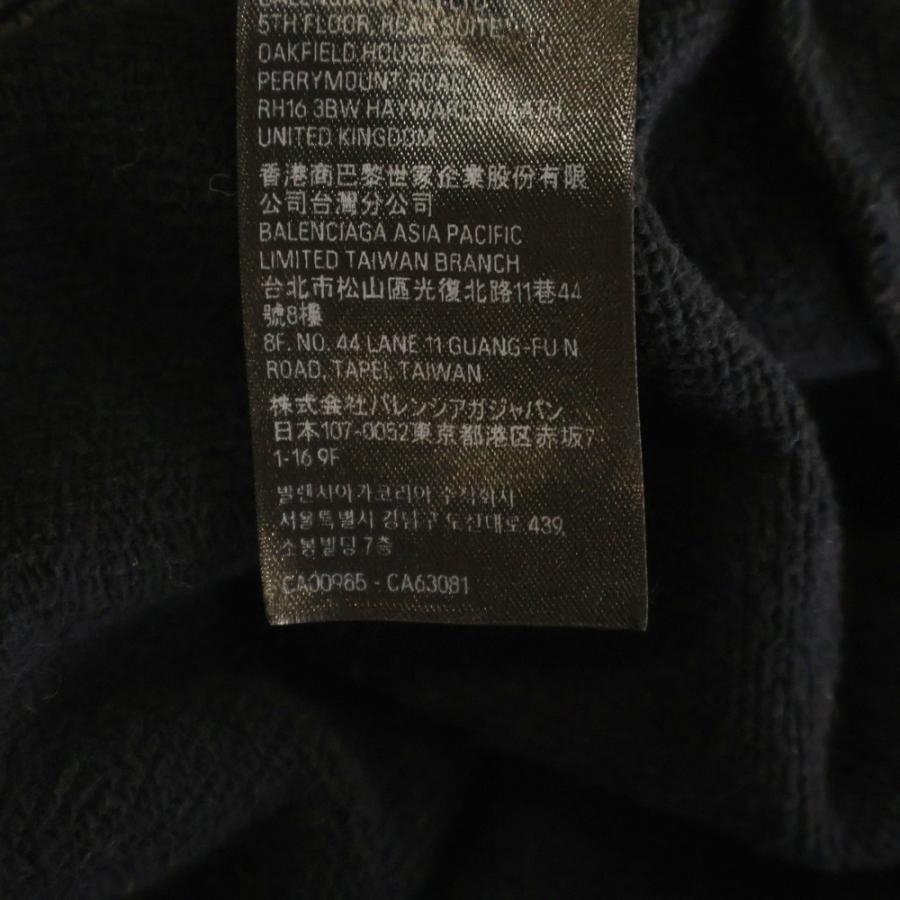 5TH FLOOR, REAR SUITE
OAKFIELD HOUSE
PERRYMOUNT ROAD
RH16 3BW HAYWARDS HEATH
UNITED KINGDOM
香港商巴黎世家企業股份有限
公司台灣分公司
BALENCIAGA ASIA PACIFIC
LIMITED TAIWAN BRANCH
台北市松山區光復北路11巷44
號8樓
8F. NO. 44 LANE 11 GUANG-FU N
ROAD, TAPEI, TAIWAN
株式会社バレンシアガジャパン
日本107-0052東京都港区赤坂7
1-16 9F
발렌시아가코리아 주식회사
서울특별시 강남구 도산대로 439,
소봉빌딩 7층
CA00965 - CA63081